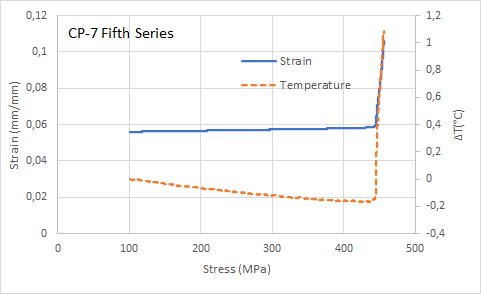 CP-7 Fifth Series
Strain
Temperature
Strain (mm/mm)
0,12
0,1
0,08
0,06
0,04
0,02
0
1,2
1
0,8
0,6
0,4
0,2
0
-0,2
-0,4
ΔT(°C)
0 100 200 300 400 500
Stress (MPa)